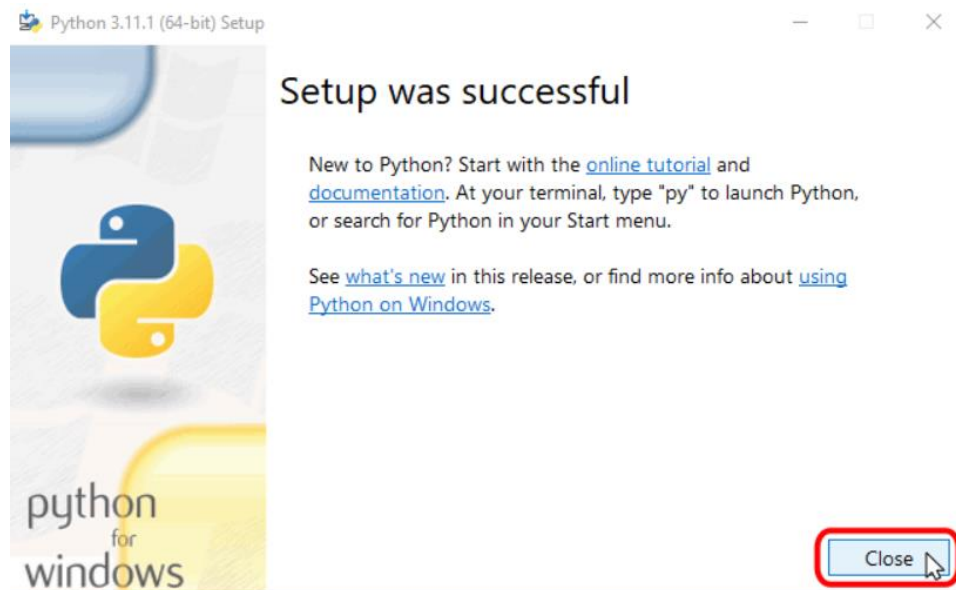 Python 3.11.1 (64-bit) Setup
Setup was successful
New to Python? Start with the online tutorial and
documentation. At your terminal, type "py" to launch Python,
or search for Python in your Start menu.
See what's new in this release, or find more info about using
Python on Windows.
python
for
windows
Close